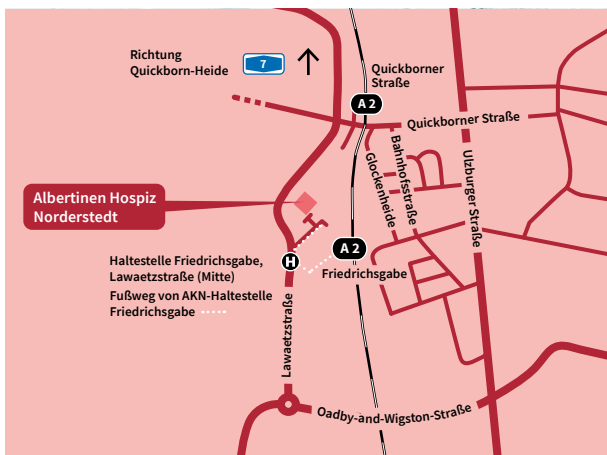 Richtung
Quickborn-Heide
7
Quickborner
Straße
A 2
Quickborner Straße
Glockenheide
Bahnhofsstraße
Ulzburger Straße
Albertinen Hospiz
Norderstedt
A 2
Friedrichsgabe
Haltestelle Friedrichsgabe,
Lawaetzstraße (Mitte)
H
Fußweg von AKN-Haltestelle
Friedrichsgabe
Lawaetzstraße
Oadby-and-Wigston-Straße